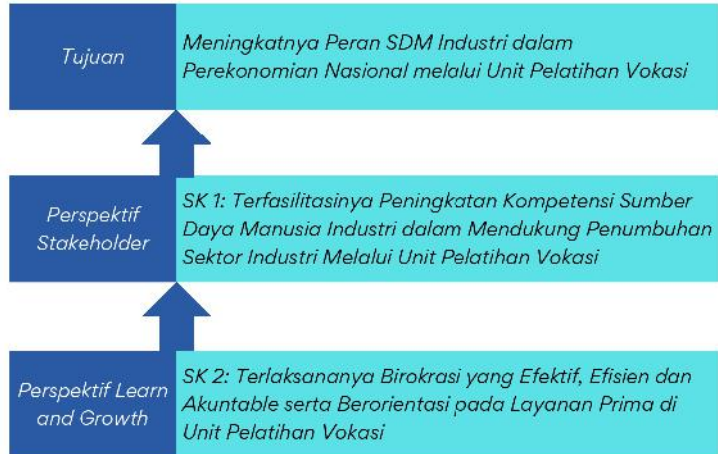 Tujuan
Meningkatnya Peran SDM Industri dalam
Perekonomian Nasional melalui Unit Pelatihan Vokasi
Perspektif
Stakeholder
SK 1: Terfasilitasinya Peningkatan Kompetensi Sumber
Daya Manusia Industri dalam Mendukung Penumbuhan
Sektor Industri Melalui Unit Pelatihan Vokasi
Perspektif Learn
and Growth
SK 2: Terlaksananya Birokrasi yang Efektif, Efisien dan
Akuntable serta Berorientasi pada Layanan Prima di
Unit Pelatihan Vokasi